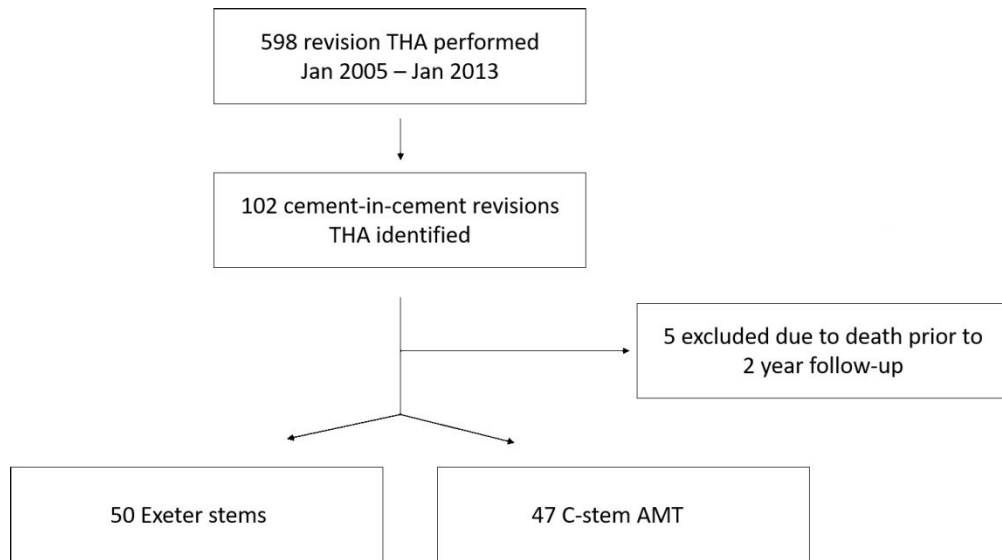 598 revision THA performed
Jan 2005 – Jan 2013
102 cement-in-cement revisions
THA identified
5 excluded due to death prior to
2 year follow-up
50 Exeter stems
47 C-stem AMT